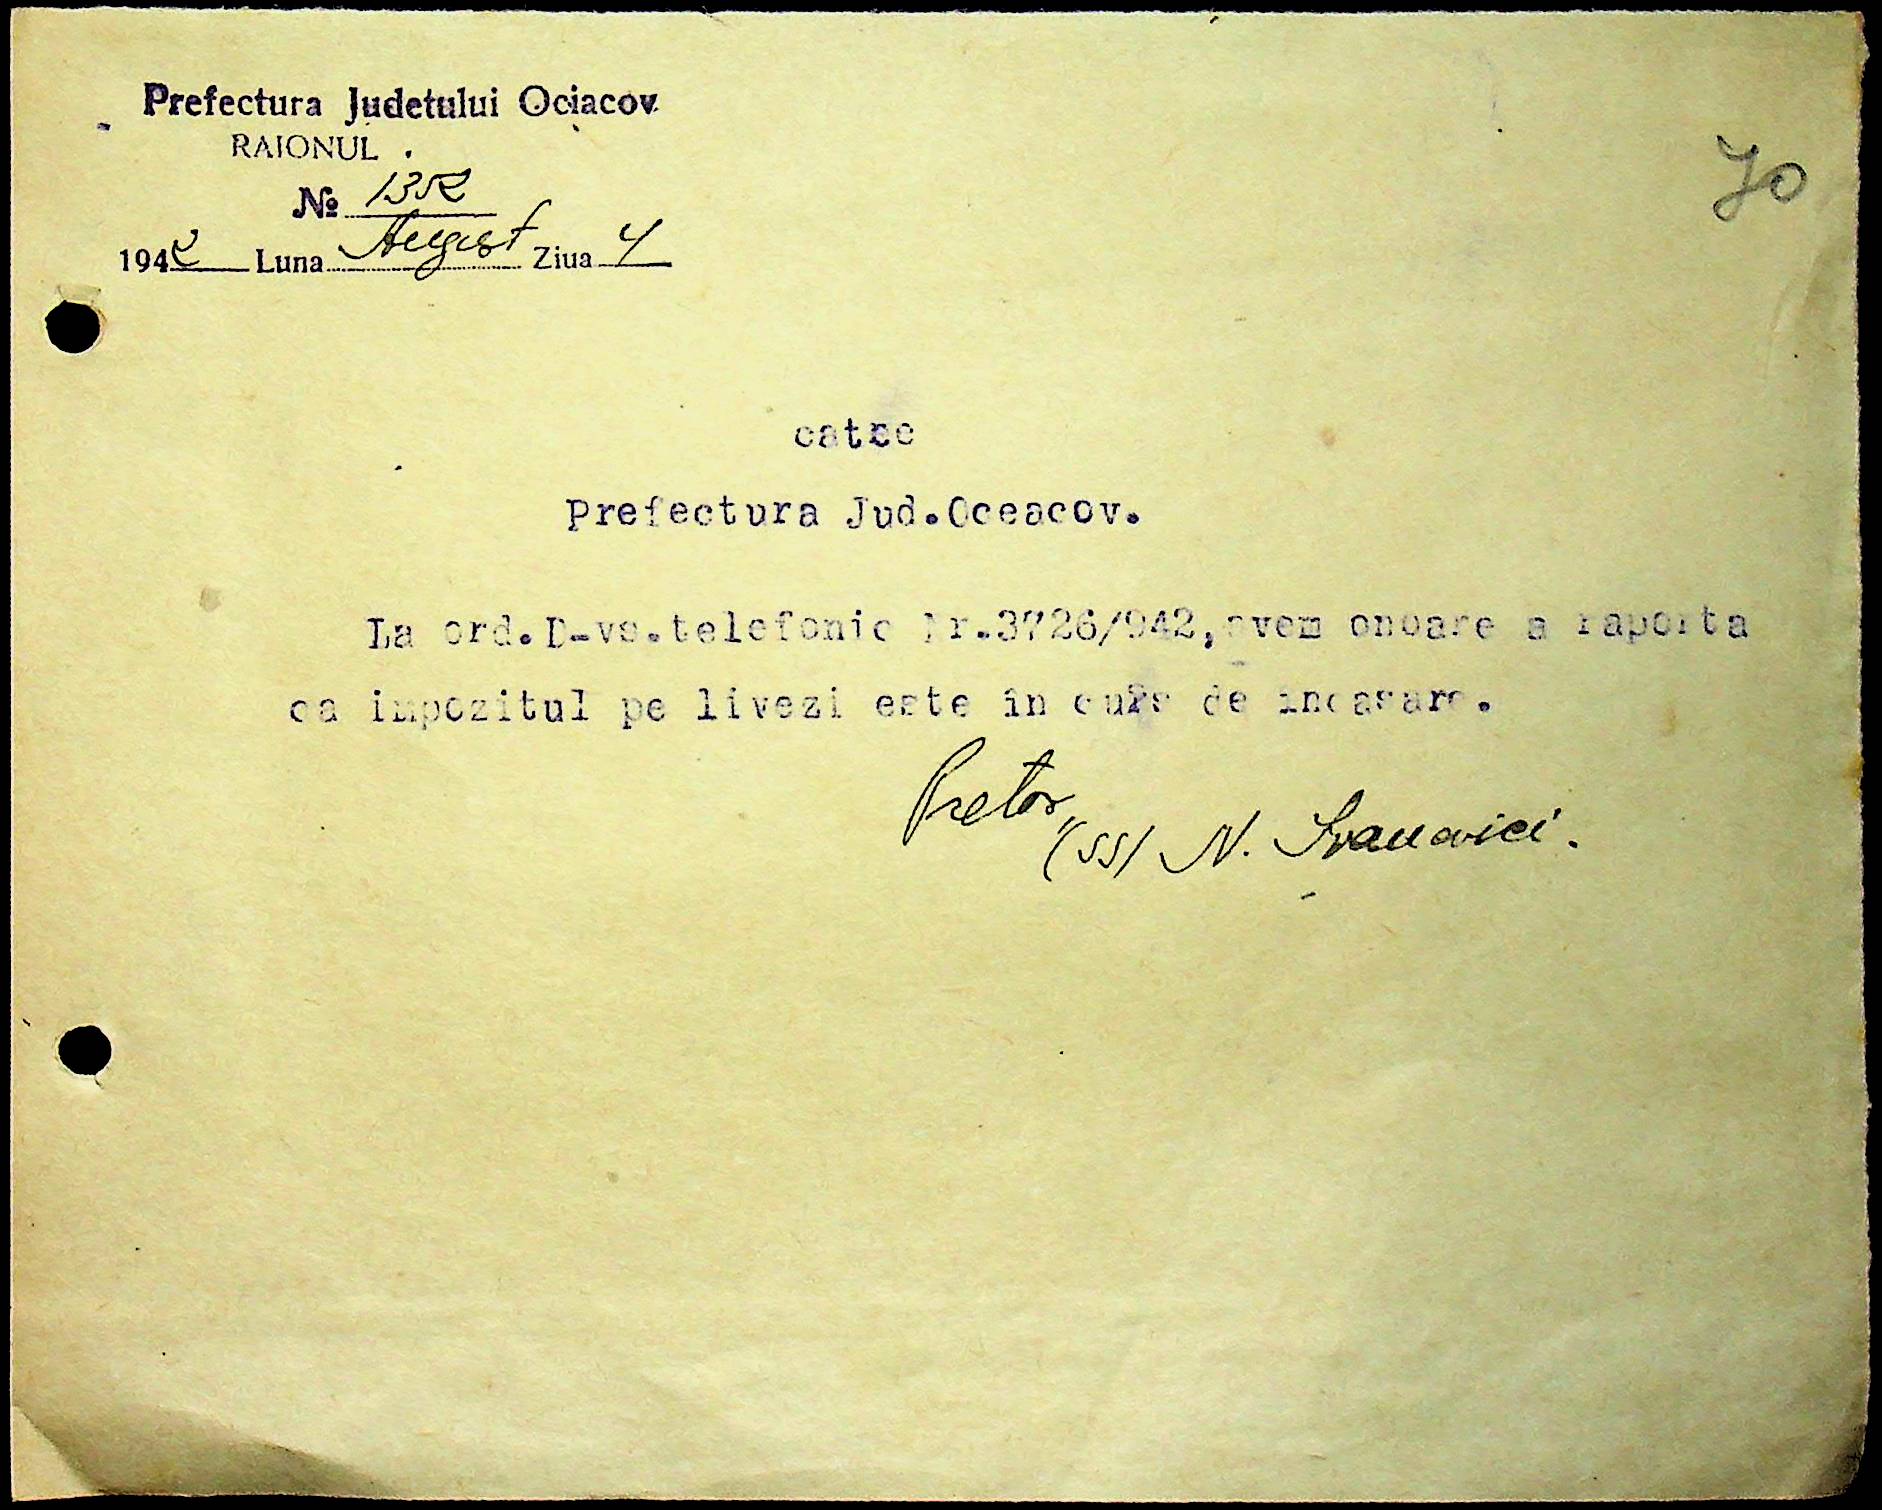 Prefectura Judetului Ociacov
RAIONUL
70
№ 1352
1942 Luna August Ziua 4
catre
Prefectura Jud.Oceacov.
La ord.D-vs.telefonic Nr.3726/942,avem onoare a raporta
ca impozitul pe livezi este în curs de incasare.
Pretor,
(ss) N. Ivanovici.